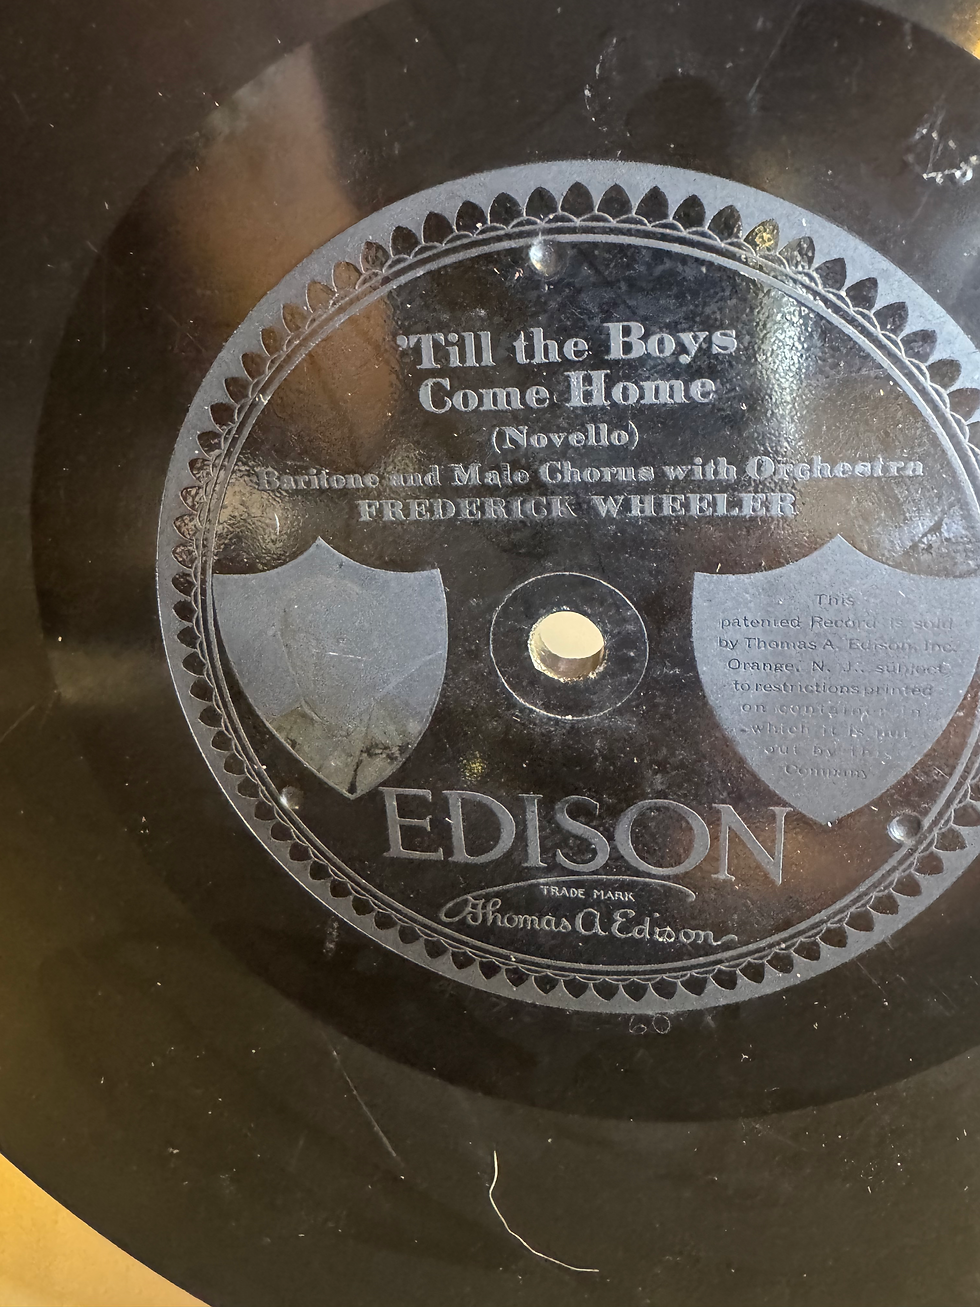 'Till the Boys
Come Home
(Novello)
Baritone and Male Chorus with Orchestra
FREDERICK WHEELER
This
patented Record is sold
by Thomas A. Edison, Inc.
Orange, N. J., subject
to restrictions printed
on container in
which it is put
out by this
Company
EDISON
TRADE MARK
Thomas A Edison
60